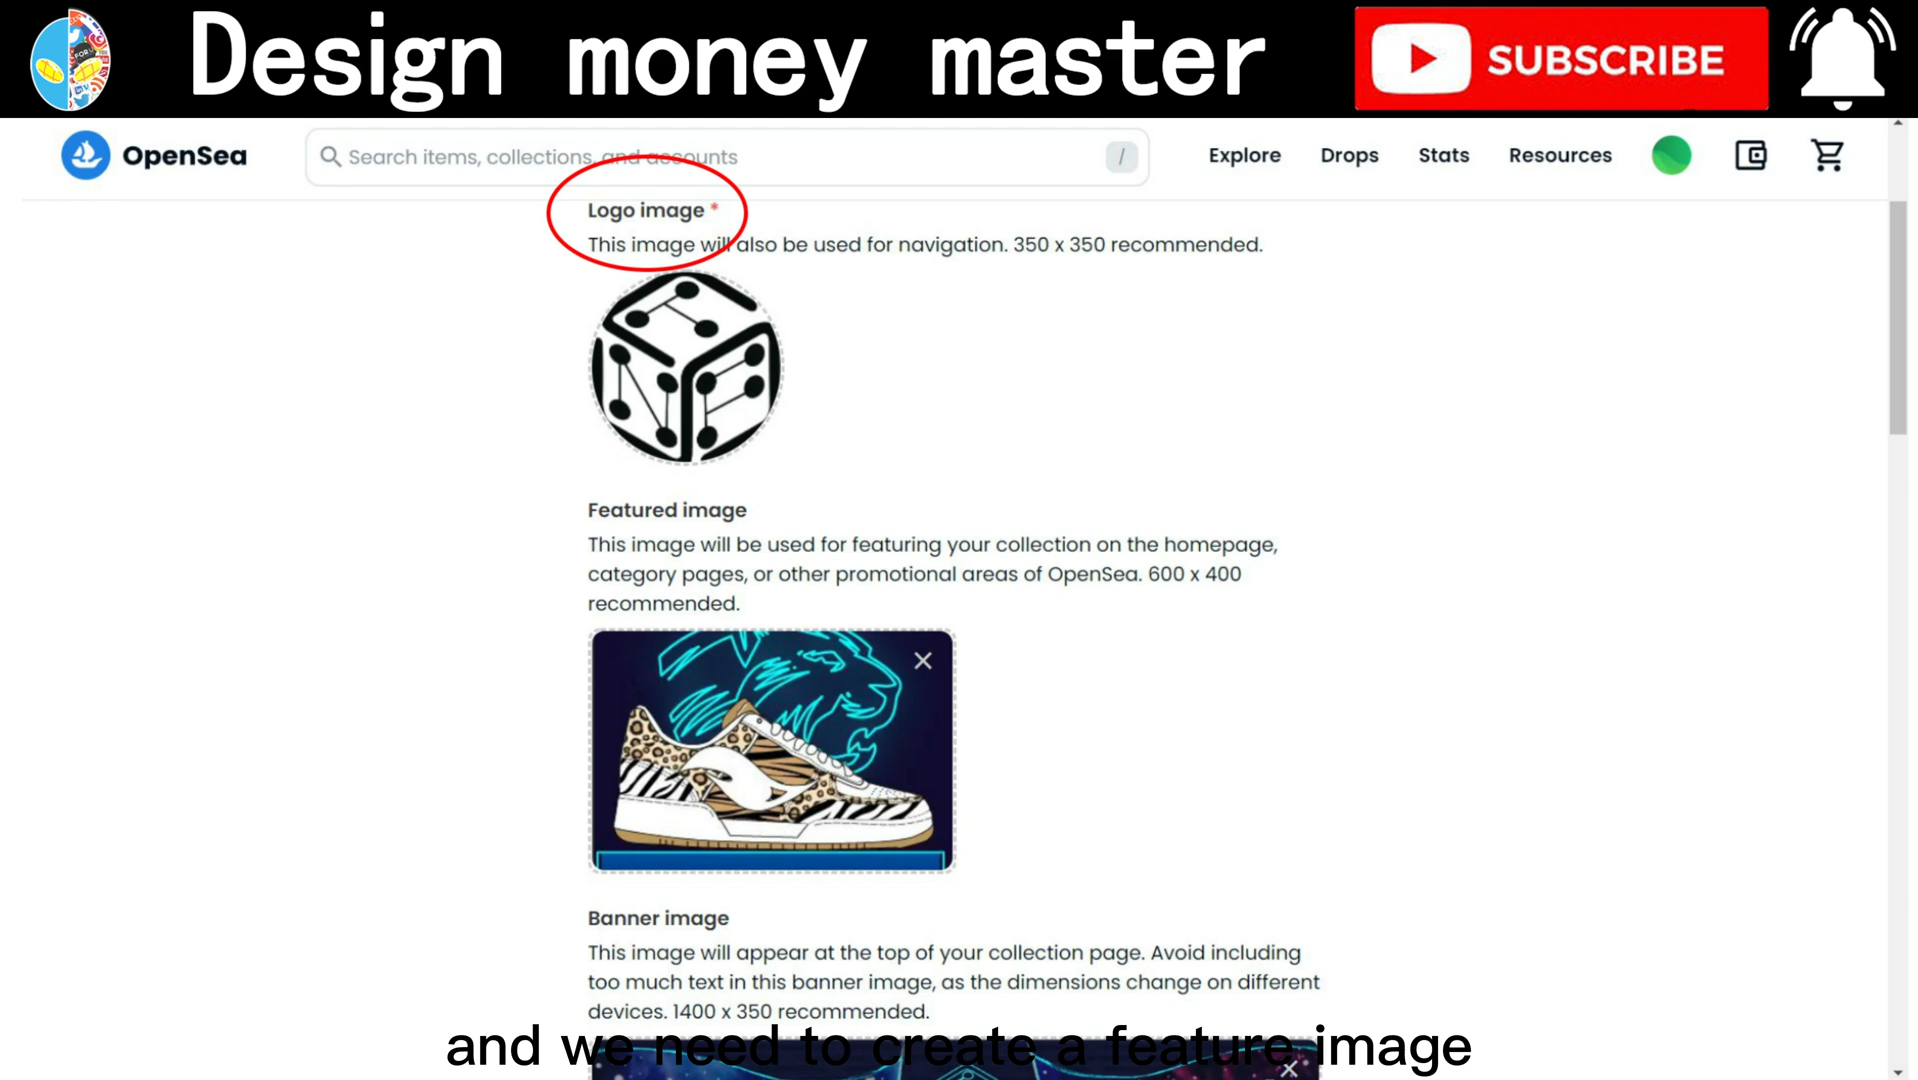 Design money master
SUBSCRIBE
OpenSea
Search items, collections, and accounts
/
Explore
Drops
Stats
Resources
Logo image *
This image will also be used for navigation. 350 x 350 recommended.
Featured image
This image will be used for featuring your collection on the homepage,
category pages, or other promotional areas of OpenSea. 600 x 400
recommended.
Banner image
This image will appear at the top of your collection page. Avoid including
too much text in this banner image, as the dimensions change on different
devices. 1400 x 350 recommended.
and we need to create a feature image